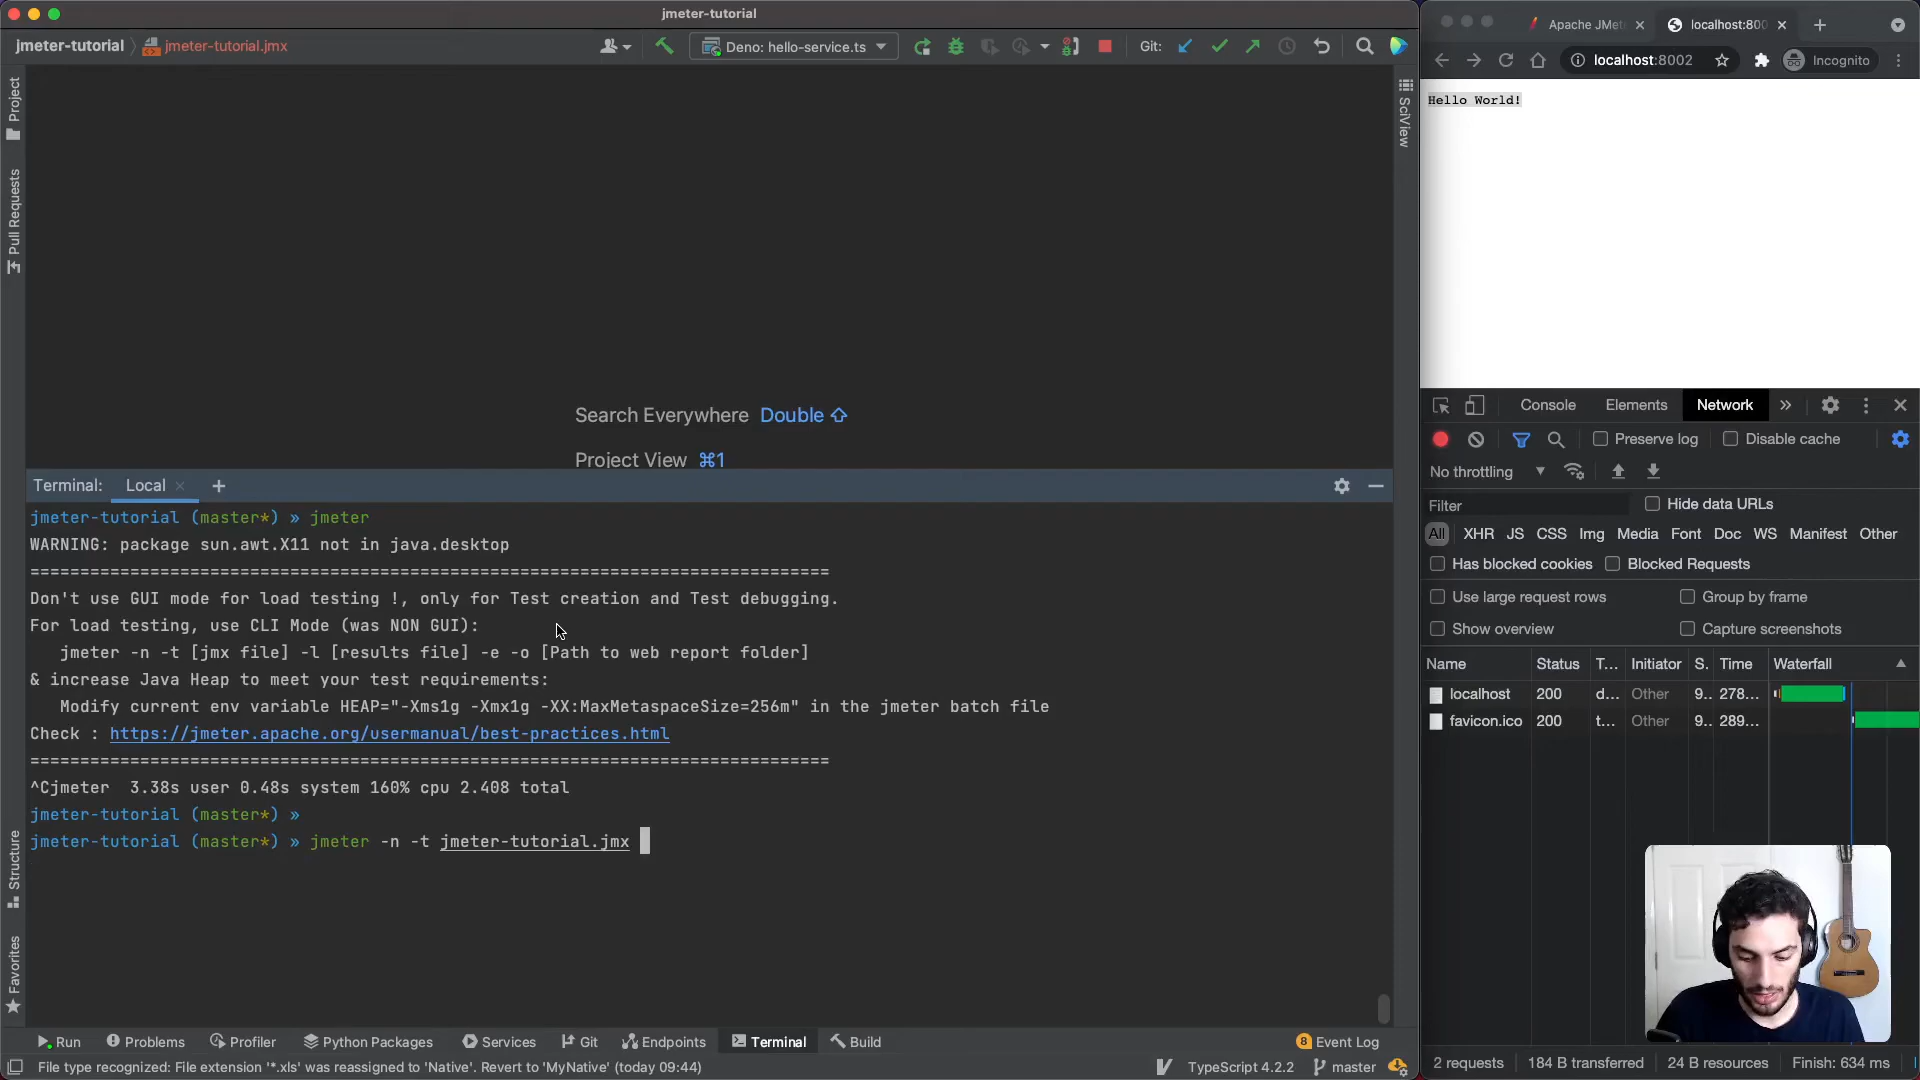 jmeter-tutorial
jmeter-tutorial
jmeter-tutorial.jmx
Deno: hello-service.ts
Git:
Project
Pull Requests
Structure
Favorites
SciView
Search Everywhere Double ⇧
Project View ⌘1
Terminal: Local × +
jmeter-tutorial (master*) » jmeter
WARNING: package sun.awt.X11 not in java.desktop
================================================================================
Don't use GUI mode for load testing !, only for Test creation and Test debugging.
For load testing, use CLI Mode (was NON GUI):
jmeter -n -t [jmx file] -l [results file] -e -o [Path to web report folder]
& increase Java Heap to meet your test requirements:
Modify current env variable HEAP="-Xms1g -Xmx1g -XX:MaxMetaspaceSize=256m" in the jmeter batch file
Check : https://jmeter.apache.org/usermanual/best-practices.html
================================================================================
^Cjmeter  3.38s user 0.48s system 160% cpu 2.408 total
jmeter-tutorial (master*) »
jmeter-tutorial (master*) » jmeter -n -t jmeter-tutorial.jmx
Run Problems Profiler Python Packages Services Git Endpoints Terminal Build 8 Event Log
File type recognized: File extension '*.xls' was reassigned to 'Native'. Revert to 'MyNative' (today 09:44)
TypeScript 4.2.2 master
Apache JMet
localhost:800
localhost:8002
Incognito
Hello World!
Console Elements Network »
Preserve log Disable cache
No throttling
Filter Hide data URLs
All XHR JS CSS Img Media Font Doc WS Manifest Other
Has blocked cookies Blocked Requests
Use large request rows Group by frame
Show overview Capture screenshots
Name Status T... Initiator S. Time Waterfall
localhost 200 d... Other 9.. 278...
favicon.ico 200 t... Other 9.. 289...
2 requests 184 B transferred 24 B resources Finish: 634 ms